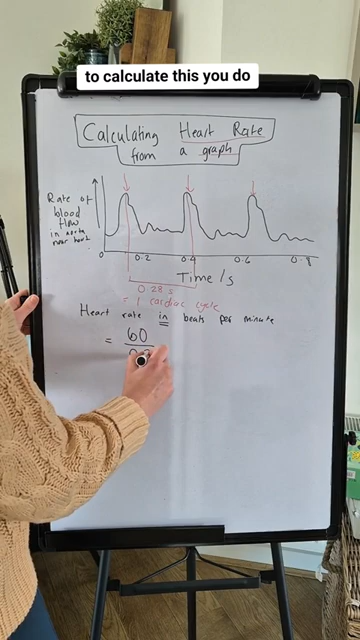 to calculate this you do
Calculating Heart Rate
from a graph
Rate of
blood
flow
in aorta
near heart
0
0.2
0.4
0.6
0.8
Time /s
0.28 s
= 1 cardiac cycle
Heart rate in beats per minute
= 60